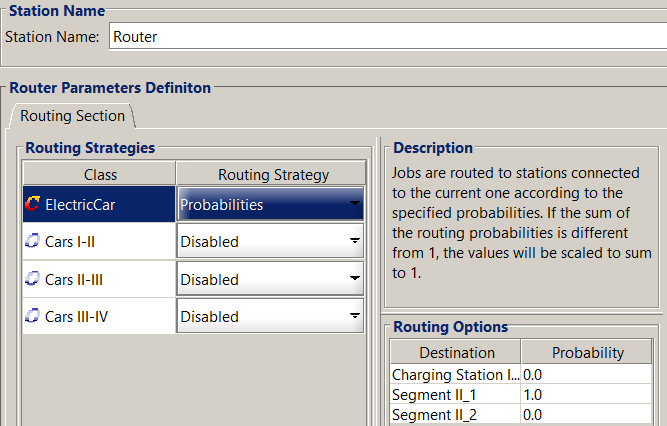 Station Name
Station Name: Router
Router Parameters Definiton
Routing Section
Routing Strategies
Class Routing Strategy
ElectricCar Probabilities
Cars I-II Disabled
Cars II-III Disabled
Cars III-IV Disabled
Description
Jobs are routed to stations connected
to the current one according to the
specified probabilities. If the sum of
the routing probabilities is different
from 1, the values will be scaled to sum
to 1.
Routing Options
Destination Probability
Charging Station I... 0.0
Segment II_1 1.0
Segment II_2 0.0